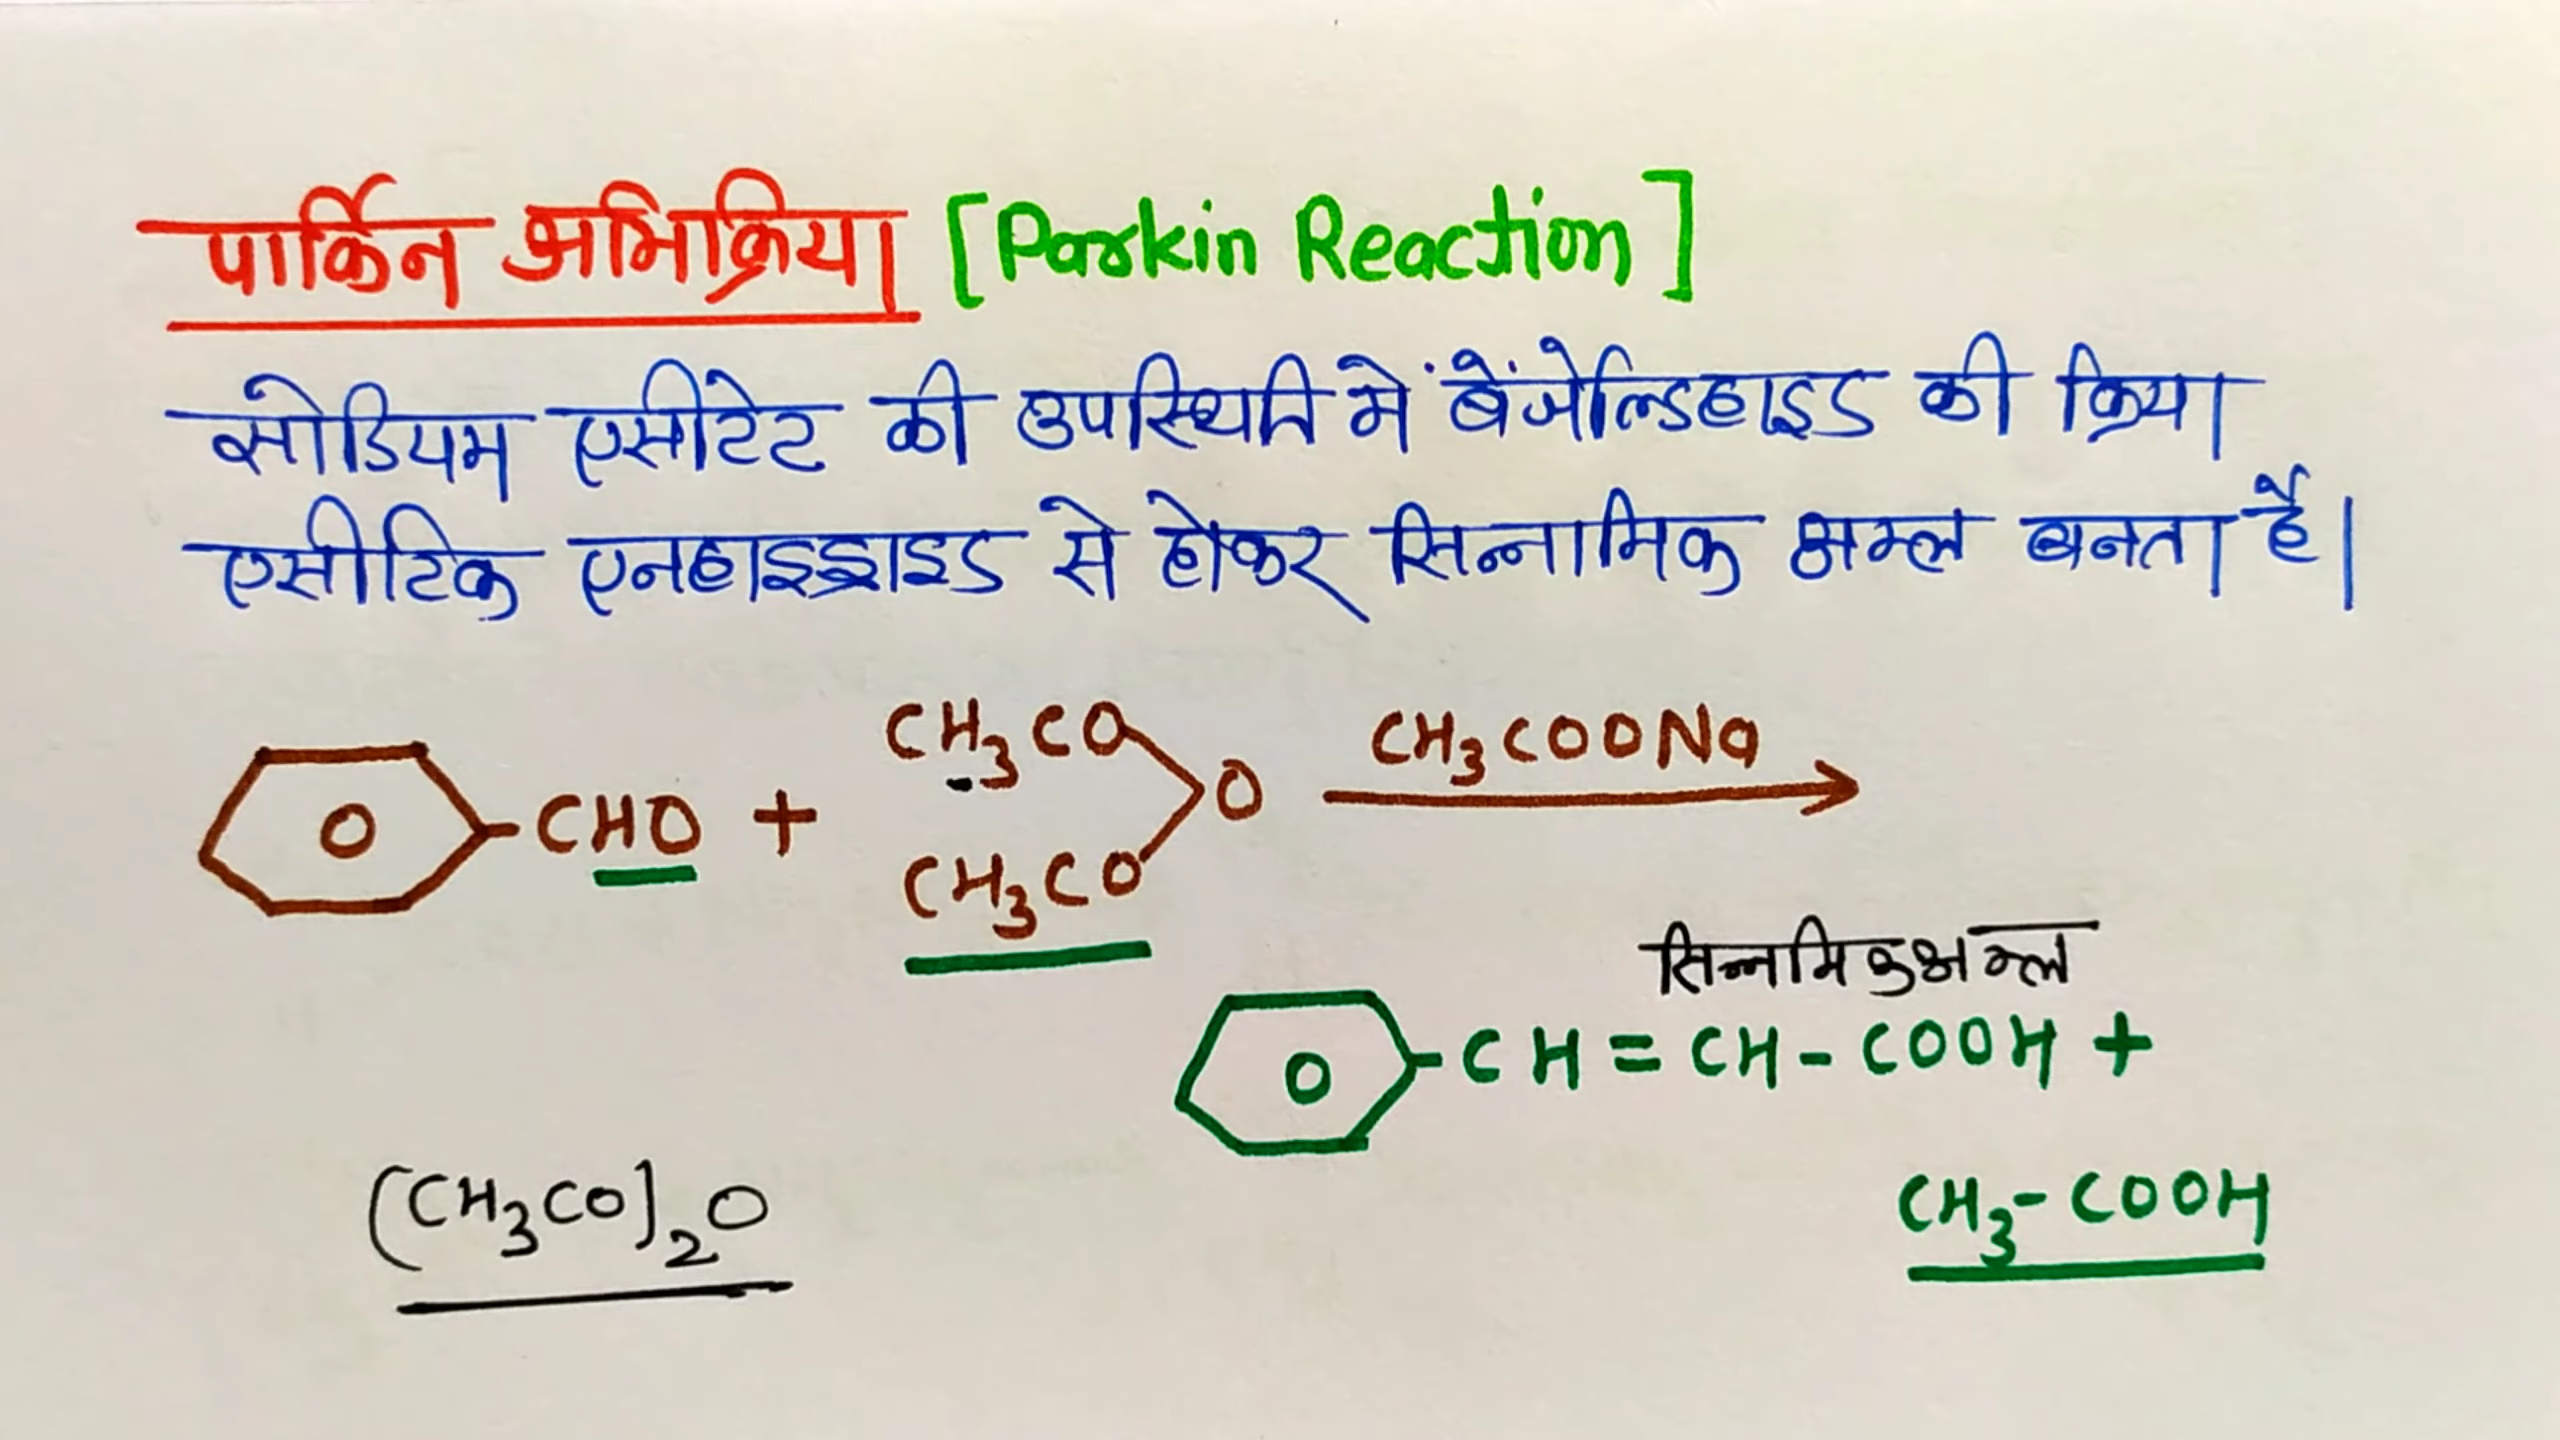 पार्किन अभिक्रिया [Parkin Reaction]
सोडियम एसीटेट की उपस्थिति में बेंजेल्डिहाइड की क्रिया
एसीटिक एनहाइड्राइड से होकर सिन्नामिक अम्ल बनता है।
CH₃CO
CHO + O CH₃COONa
CH₃CO
सिन्नमिक अम्ल
CH = CH - COOH +
(CH₃CO)₂O
CH₃-COOH